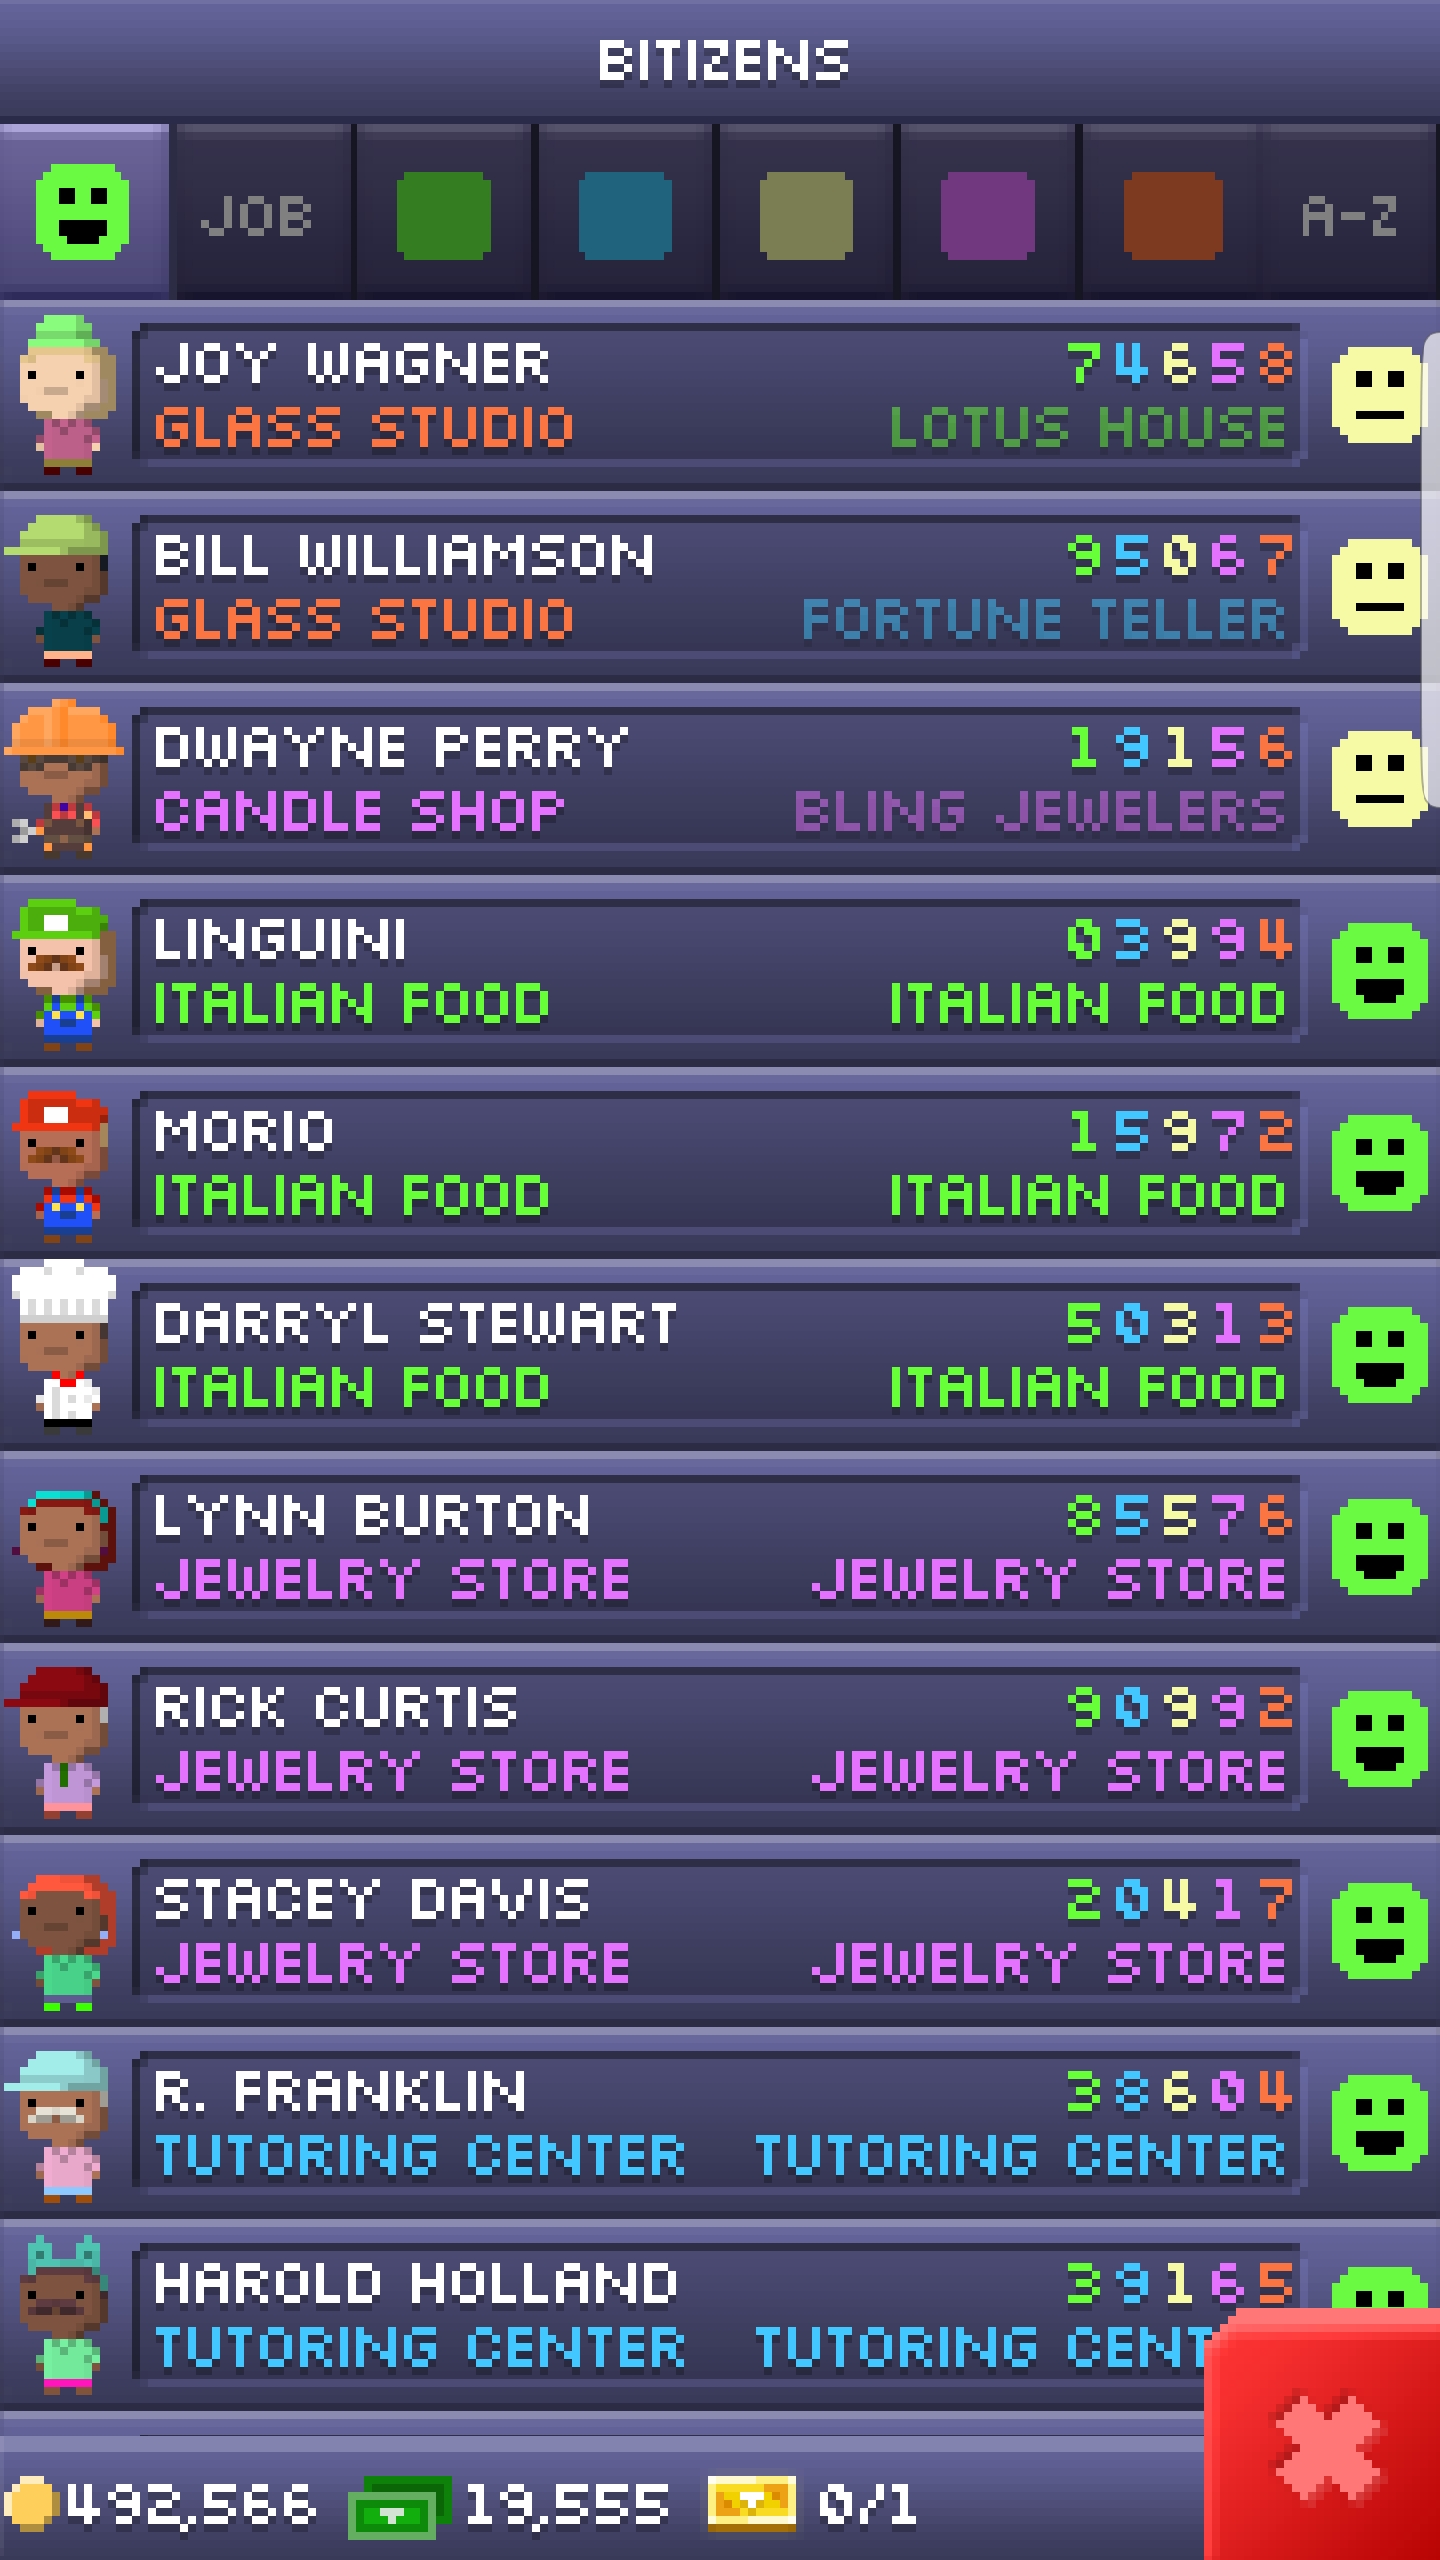 BITIZENS
JOB
A-Z
JOY WAGNER 74658
GLASS STUDIO LOTUS HOUSE
BILL WILLIAMSON 95067
GLASS STUDIO FORTUNE TELLER
DWAYNE PERRY 19156
CANDLE SHOP BLING JEWELERS
LINGUINI 03994
ITALIAN FOOD ITALIAN FOOD
MORIO 15972
ITALIAN FOOD ITALIAN FOOD
DARRYL STEWART 50313
ITALIAN FOOD ITALIAN FOOD
LYNN BURTON 85576
JEWELRY STORE JEWELRY STORE
RICK CURTIS 90992
JEWELRY STORE JEWELRY STORE
STACEY DAVIS 20417
JEWELRY STORE JEWELRY STORE
R. FRANKLIN 38604
TUTORING CENTER TUTORING CENTER
HAROLD HOLLAND 39165
TUTORING CENTER TUTORING CENT
492,566 19,555 0/1